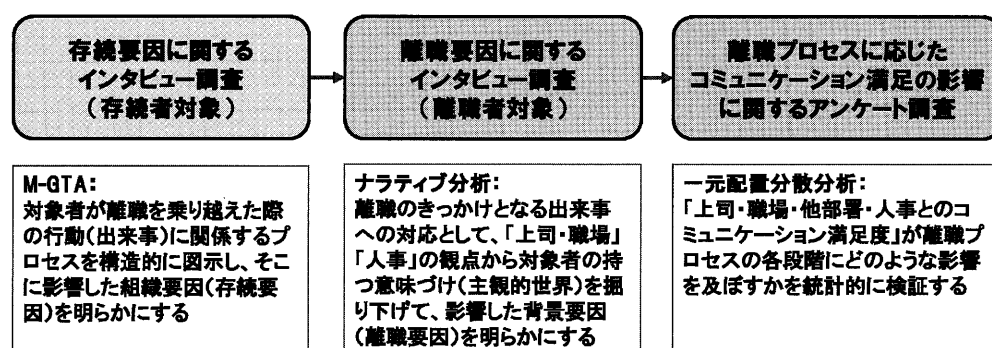 存続要因に関する
インタビュー調査
（存続者対象）
離職要因に関する
インタビュー調査
（離職者対象）
離職プロセスに応じた
コミュニケーション満足の影響
に関するアンケート調査
M-GTA：
対象者が離職を乗り越えた際
の行動（出来事）に関係するプ
ロセスを構造的に図示し、そこ
に影響した組織要因（存続要
因）を明らかにする
ナラティブ分析：
離職のきっかけとなる出来事
への対応として、「上司・職場」
「人事」の観点から対象者の持
つ意味づけ（主観的世界）を掘
り下げて、影響した背景要因
（離職要因）を明らかにする
一元配置分散分析：
「上司・職場・他部署・人事とのコ
ミュニケーション満足度」が離職プ
ロセスの各段階にどのような影響
を及ぼすかを統計的に検証する